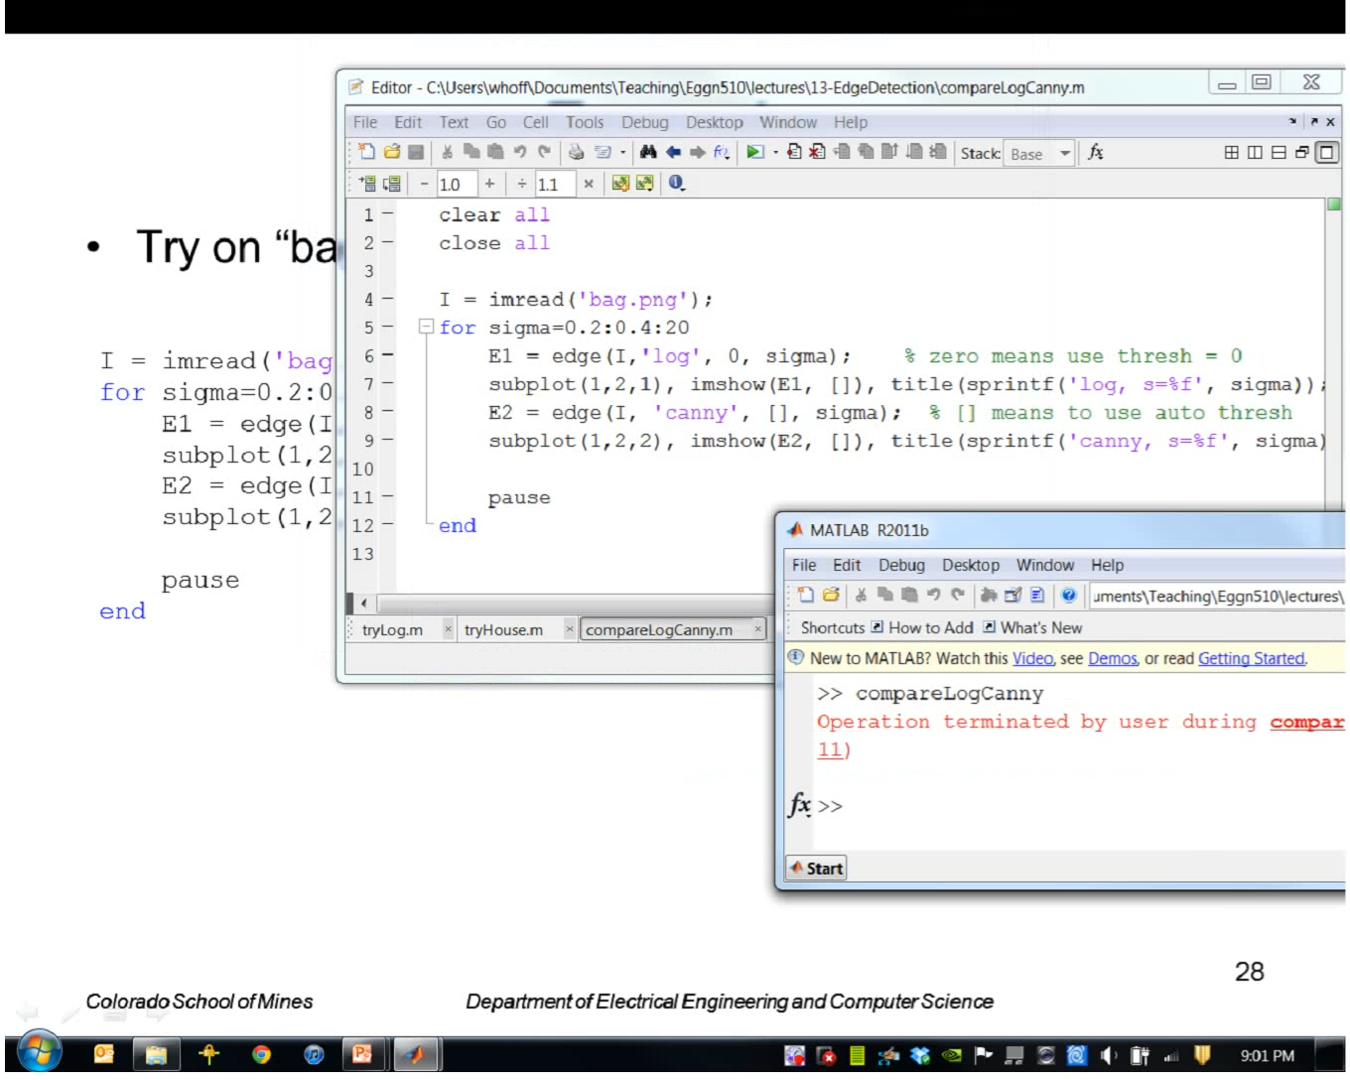 Editor - C:\Users\whoff\Documents\Teaching\Eggn510\lectures\13-EdgeDetection\compareLogCanny.m
File Edit Text Go Cell Tools Debug Desktop Window Help
Stack: Base fx
- 1.0 + ÷ 1.1 ×
1 clear all
2 close all
3
4 I = imread('bag.png');
5 for sigma=0.2:0.4:20
6 E1 = edge(I,'log', 0, sigma); % zero means use thresh = 0
7 subplot(1,2,1), imshow(E1, []), title(sprintf('log, s=%f', sigma));
8 E2 = edge(I, 'canny', [], sigma); % [] means to use auto thresh
9 subplot(1,2,2), imshow(E2, []), title(sprintf('canny, s=%f', sigma)
10
11 pause
12 end
13
tryLog.m × tryHouse.m × compareLogCanny.m ×
• Try on “ba
I = imread('bag
for sigma=0.2:0
E1 = edge(I
subplot(1,2
E2 = edge(I
subplot(1,2
pause
end
MATLAB R2011b
File Edit Debug Desktop Window Help
uments\Teaching\Eggn510\lectures\
Shortcuts How to Add What's New
New to MATLAB? Watch this Video, see Demos, or read Getting Started.
>> compareLogCanny
Operation terminated by user during compar
11)
fx >>
Start
28
Colorado School of Mines
Department of Electrical Engineering and Computer Science
9:01 PM